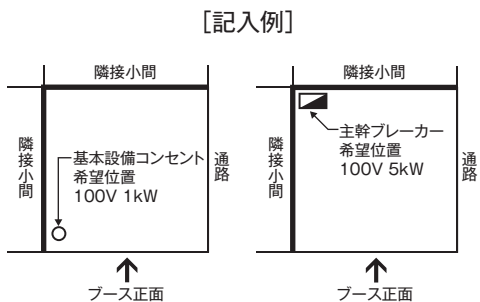 ［記入例］
隣接小間
隣接小間
基本設備コンセント
希望位置
100V 1kW
通路
ブース正面
隣接小間
隣接小間
主幹ブレーカー
希望位置
100V 5kW
通路
ブース正面